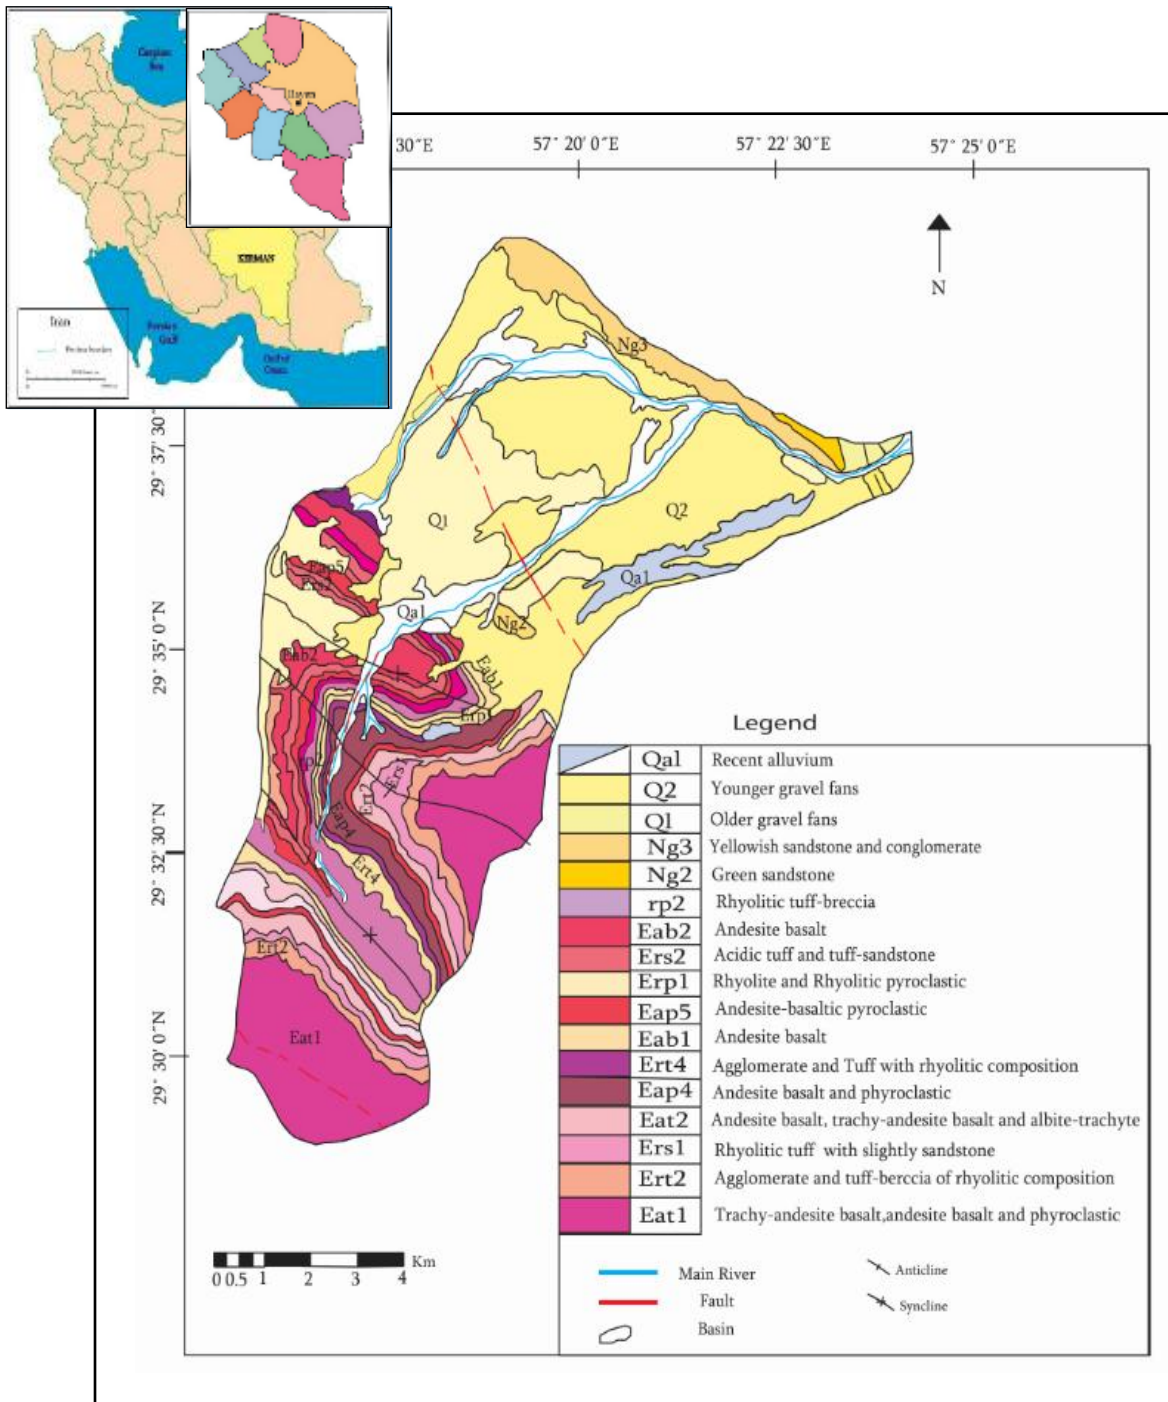 Caspian
Sea
Rayen
KERMAN
Iran
Persian
Gulf
Oman
30"E
57° 20' 0"E
57° 22' 30"E
57° 25' 0"E
N
29° 37' 30"
29° 35' 0"N
29° 32' 30"N
29° 30' 0"N
Ng3
Q1
Q2
Qa1
Eap5
Ers2
Qa1
Ng2
Eab2
Eab1
Erp1
rp2
Ers1
Ert2
Eap4
Ert4
Ert2
Eat1
Legend
Qal Recent alluvium
Q2 Younger gravel fans
Ql Older gravel fans
Ng3 Yellowish sandstone and conglomerate
Ng2 Green sandstone
rp2 Rhyolitic tuff-breccia
Eab2 Andesite basalt
Ers2 Acidic tuff and tuff-sandstone
Erp1 Rhyolite and Rhyolitic pyroclastic
Eap5 Andesite-basaltic pyroclastic
Eab1 Andesite basalt
Ert4 Agglomerate and Tuff with rhyolitic composition
Eap4 Andesite basalt and phyroclastic
Eat2 Andesite basalt, trachy-andesite basalt and albite-trachyte
Ers1 Rhyolitic tuff with slightly sandstone
Ert2 Agglomerate and tuff-berccia of rhyolitic composition
Eat1 Trachy-andesite basalt,andesite basalt and phyroclastic
Km
0 0.5 1 2 3 4
Main River
Fault
Basin
Anticline
Syncline